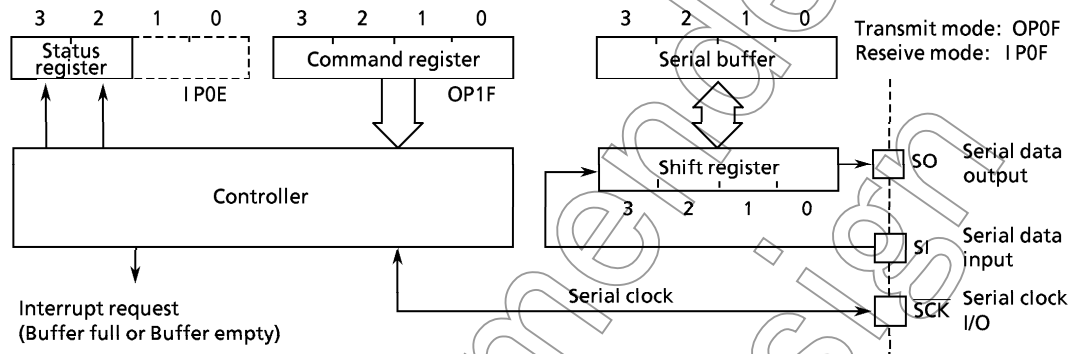 3 2 1 0
Status
register
IP0E
3 2 1 0
Command register
OP1F
3 2 1 0
Serial buffer
Transmit mode: OP0F
Reseive mode: IP0F
Controller
Shift register
3 2 1 0
SO
Serial data
output
SI
Serial data
input
Serial clock
SCK
Serial clock
I/O
Interrupt request
(Buffer full or Buffer empty)